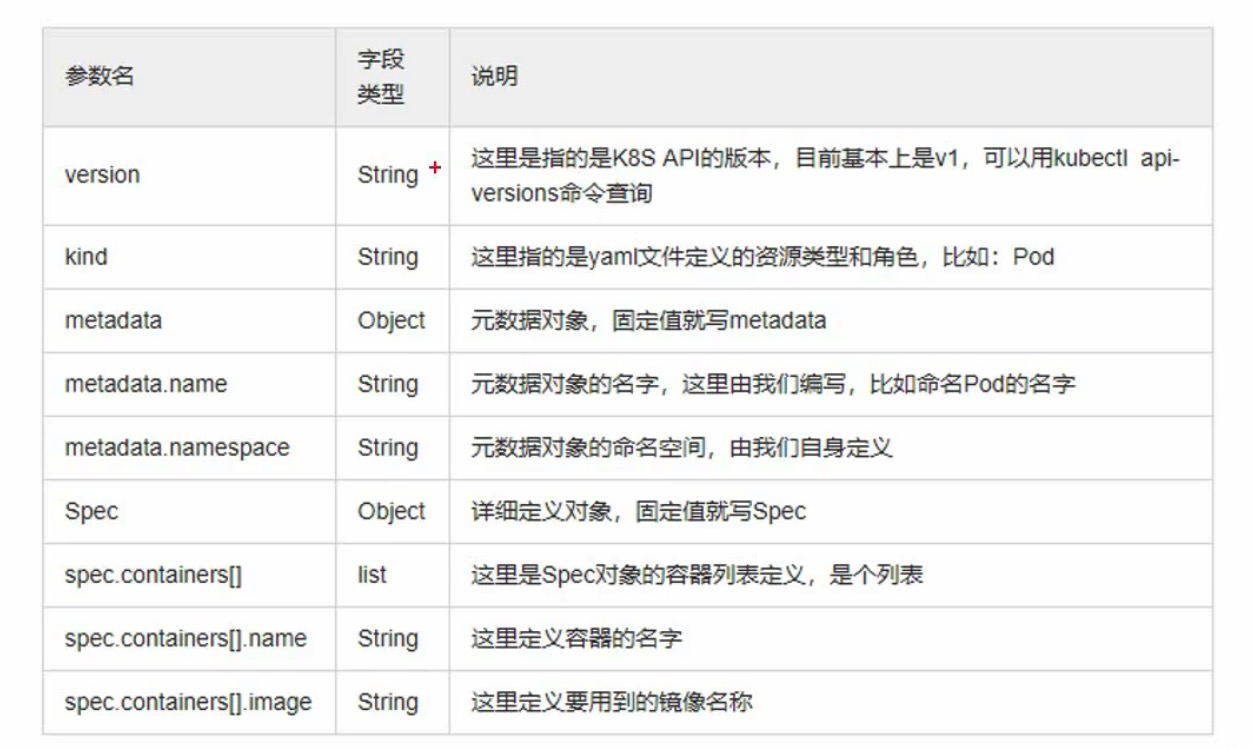 参数名
字段
类型
说明
version
String
这里是指的是K8S API的版本，目前基本上是v1，可以用kubectl api-
versions命令查询
kind
String
这里指的是yaml文件定义的资源类型和角色，比如：Pod
metadata
Object
元数据对象，固定值就写metadata
metadata.name
String
元数据对象的名字，这里由我们编写，比如命名Pod的名字
metadata.namespace
String
元数据对象的命名空间，由我们自身定义
Spec
Object
详细定义对象，固定值就写Spec
spec.containers[]
list
这里是Spec对象的容器列表定义，是个列表
spec.containers[].name
String
这里定义容器的名字
spec.containers[].image
String
这里定义要用到的镜像名称